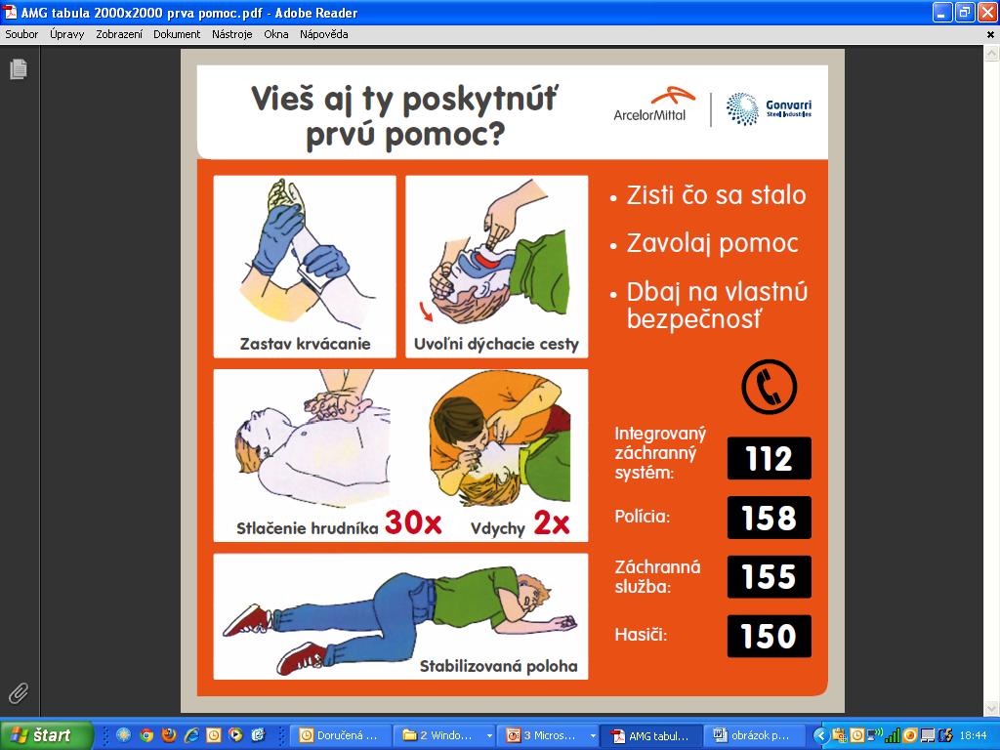 AMG tabula 2000x2000 prva pomoc.pdf - Adobe Reader
Soubor Úpravy Zobrazení Dokument Nástroje Okna Nápověda
Vieš aj ty poskytnúť
prvú pomoc?
ArcelorMittal
Gonvarri
Steel Industries
Zastav krvácanie
Uvoľni dýchacie cesty
Stlačenie hrudníka 30x
Vdychy 2x
Stabilizovaná poloha
• Zisti čo sa stalo
• Zavolaj pomoc
• Dbaj na vlastnú
bezpečnosť
Integrovaný
záchranný
systém:
112
Polícia:
158
Záchranná
služba:
155
Hasiči:
150
štart
Doručená ...
2 Windo...
3 Micros...
AMG tabul...
obrázok p...
18:44